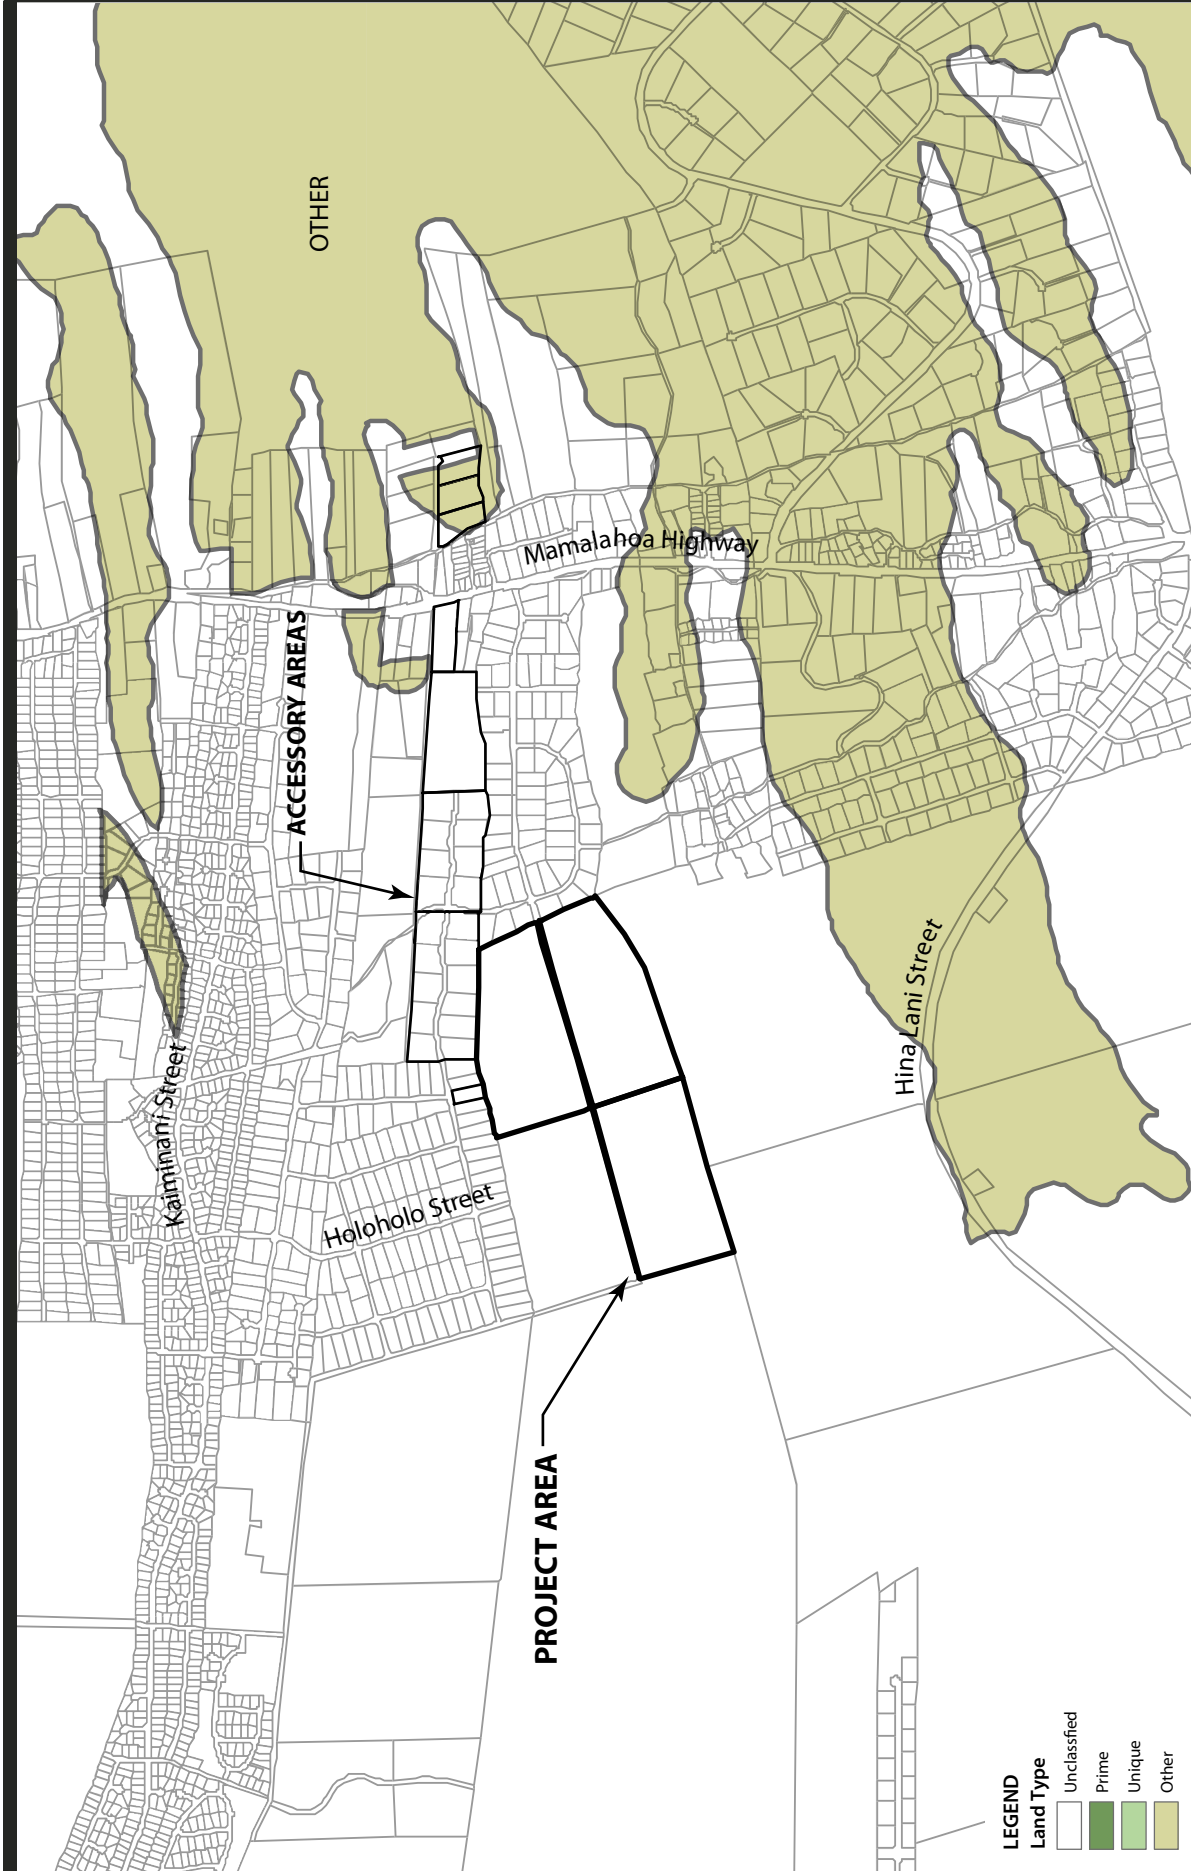 OTHER
Mamalahoa Highway
ACCESSORY AREAS
Kaiminani Street
Holoholo Street
Hina Lani Street
PROJECT AREA
LEGEND
Land Type
Unclassfied
Prime
Unique
Other